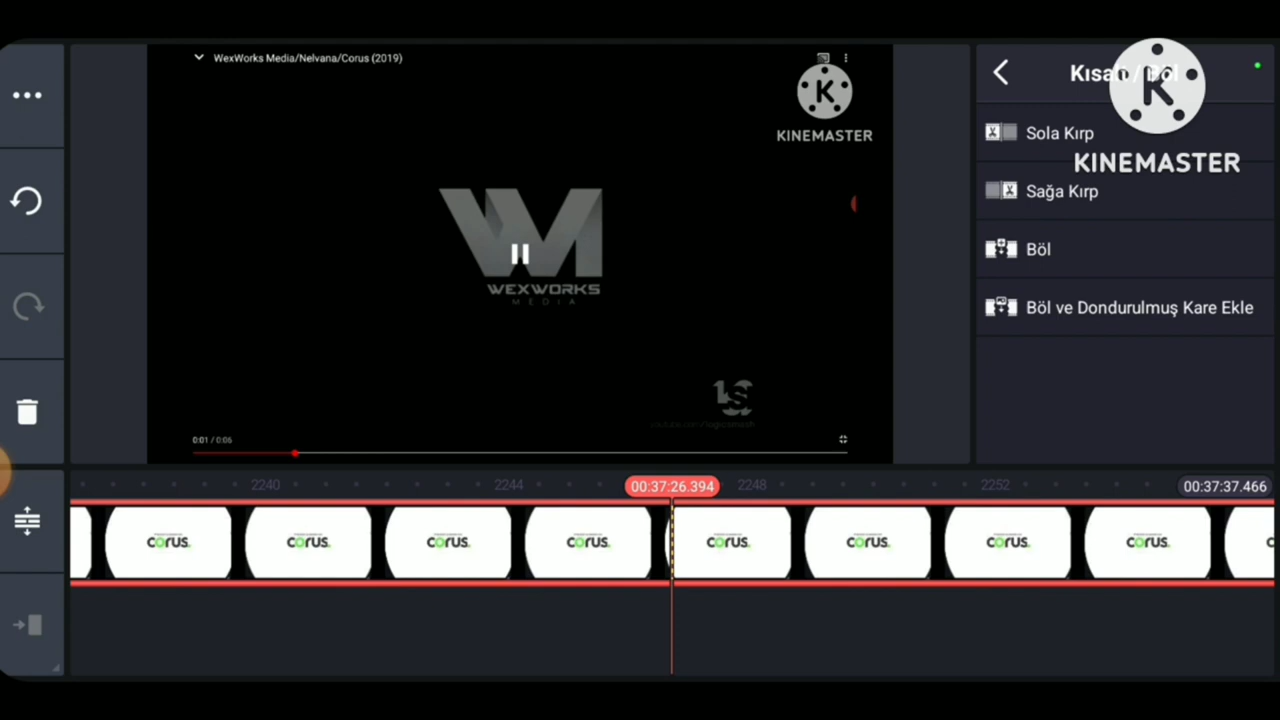 WexWorks Media/Nelvana/Corus (2019)
KINEMASTER
WEXWORKS
MEDIA
1S
0:01 / 0:06
Kısalt / Böl
KINEMASTER
Sola Kırp
Sağa Kırp
Böl
Böl ve Dondurulmuş Kare Ekle
2240
2244
00:37:26.394
2248
2252
00:37:37.466
corus.
corus.
corus.
corus.
corus.
corus.
corus.
corus.
c